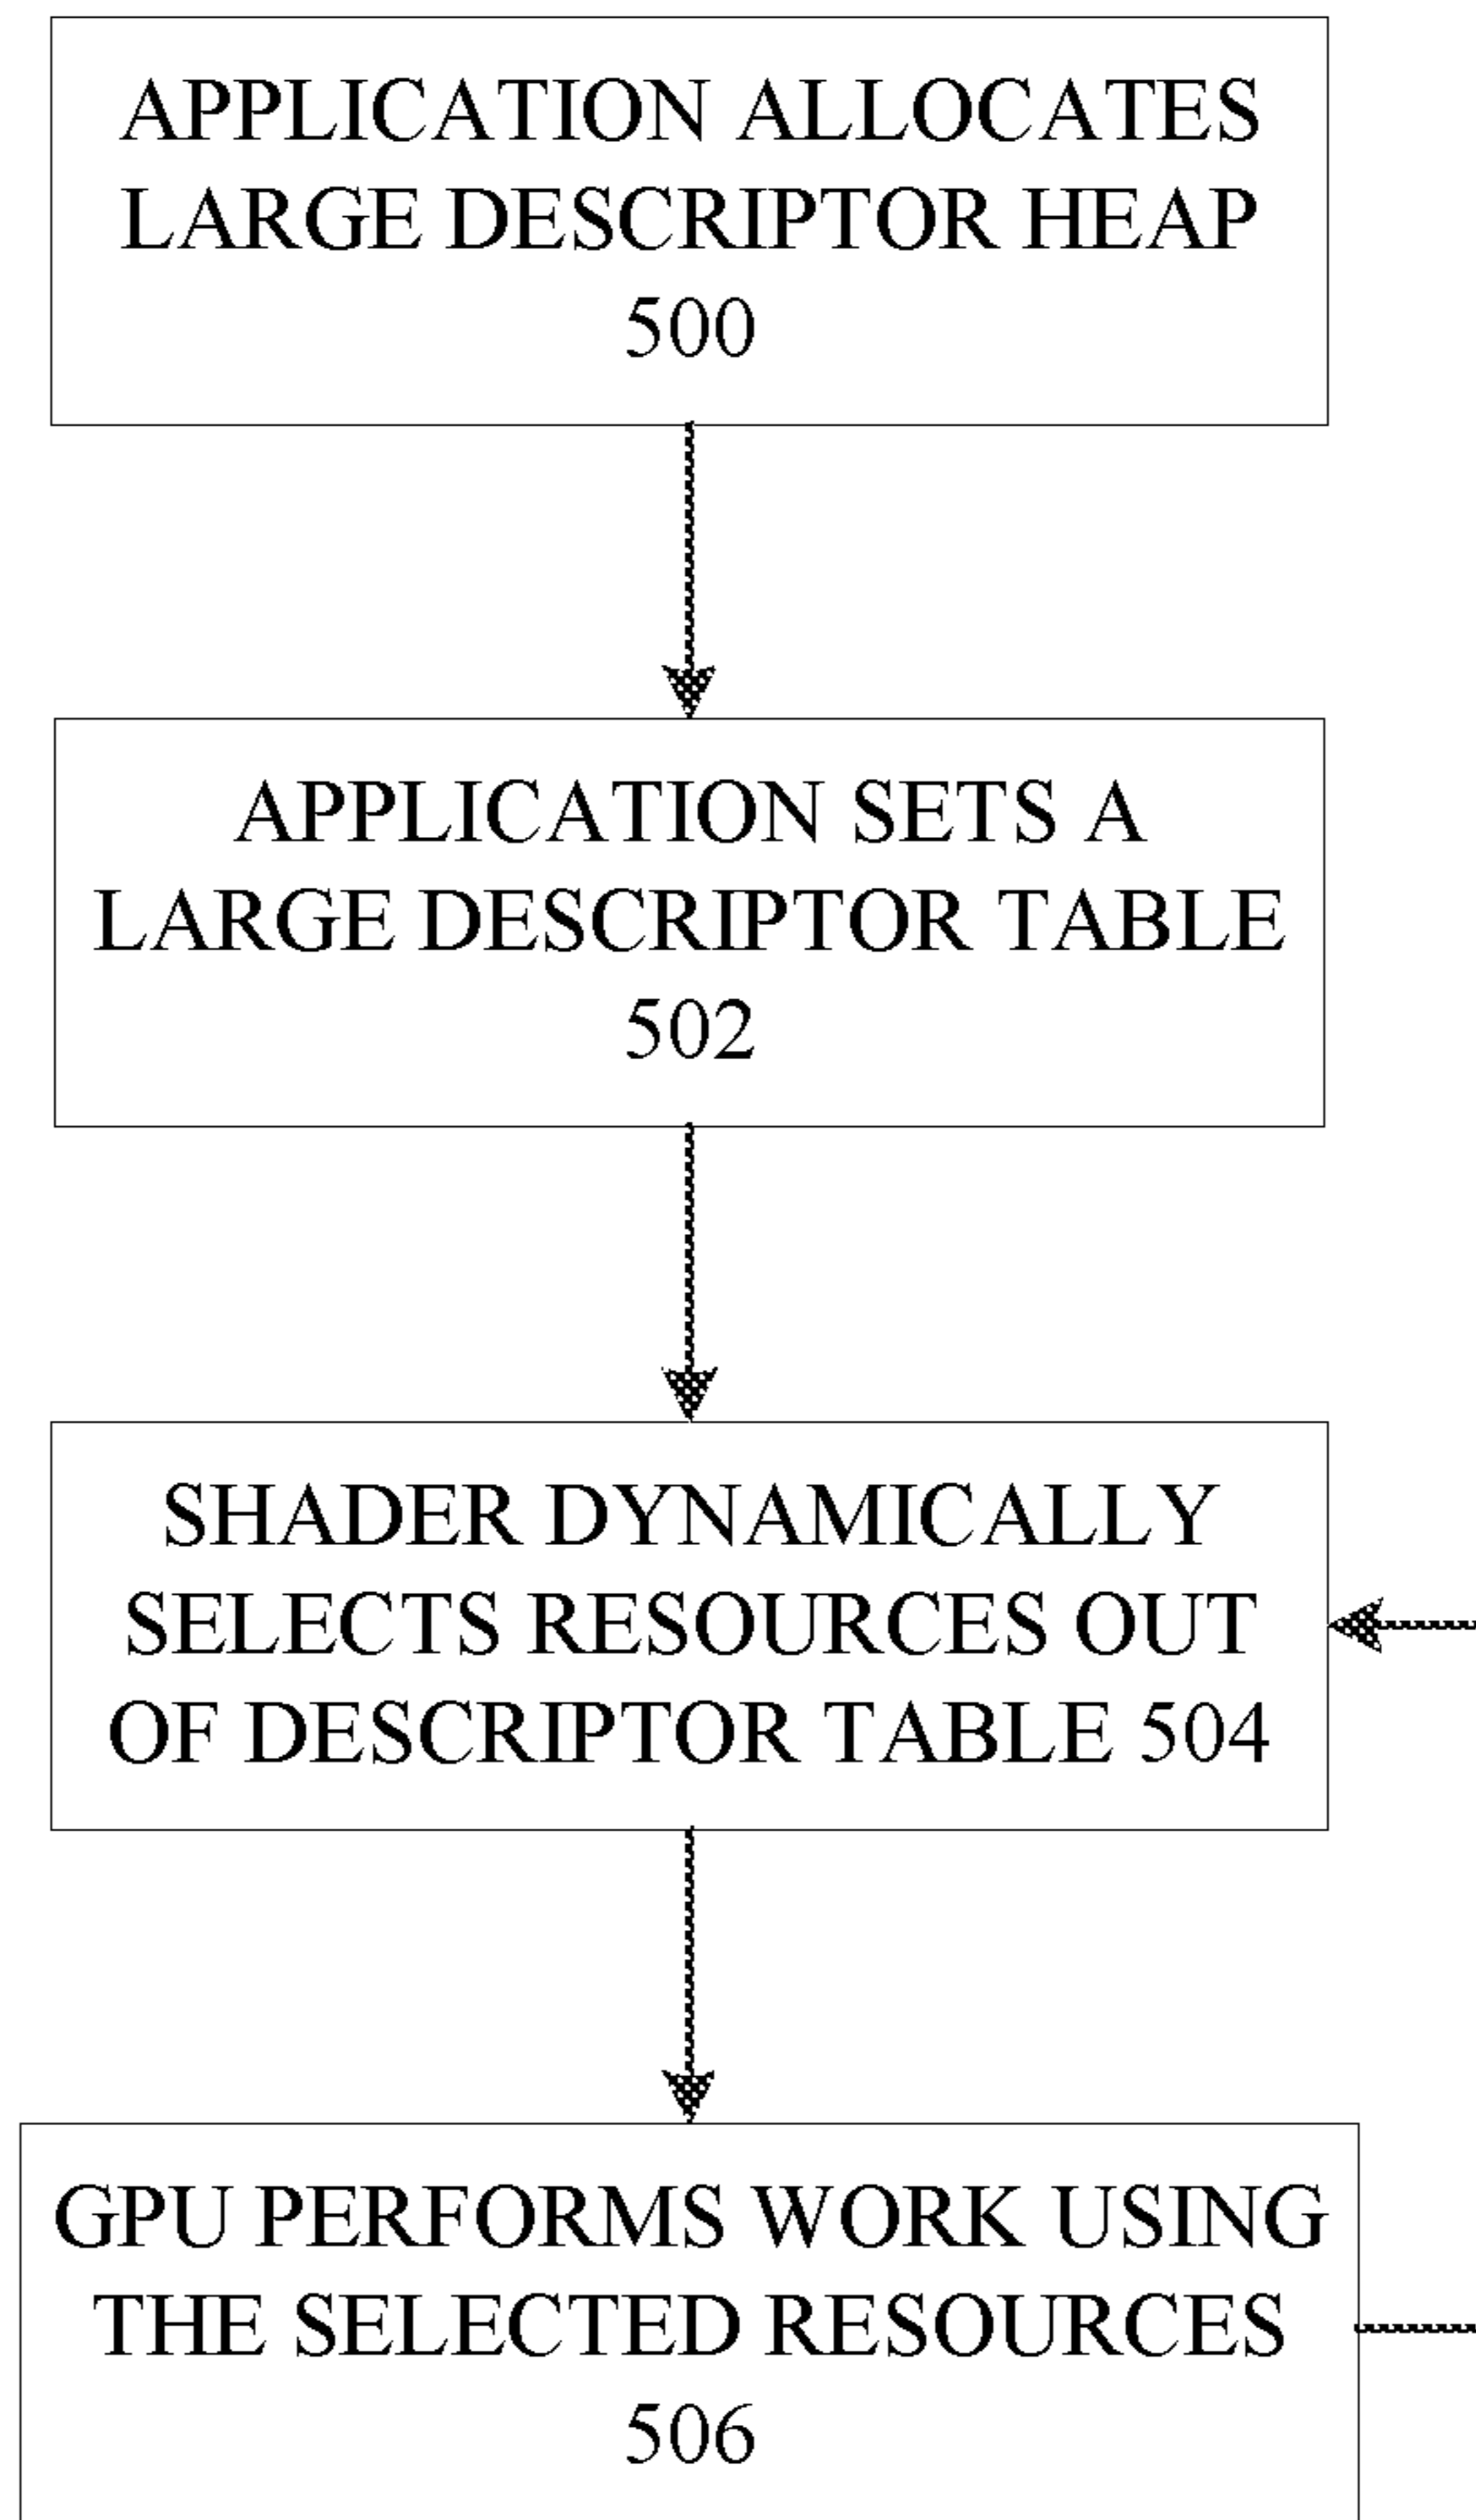 APPLICATION ALLOCATES
LARGE DESCRIPTOR HEAP
500
APPLICATION SETS A
LARGE DESCRIPTOR TABLE
502
SHADER DYNAMICALLY
SELECTS RESOURCES OUT
OF DESCRIPTOR TABLE 504
GPU PERFORMS WORK USING
THE SELECTED RESOURCES
506